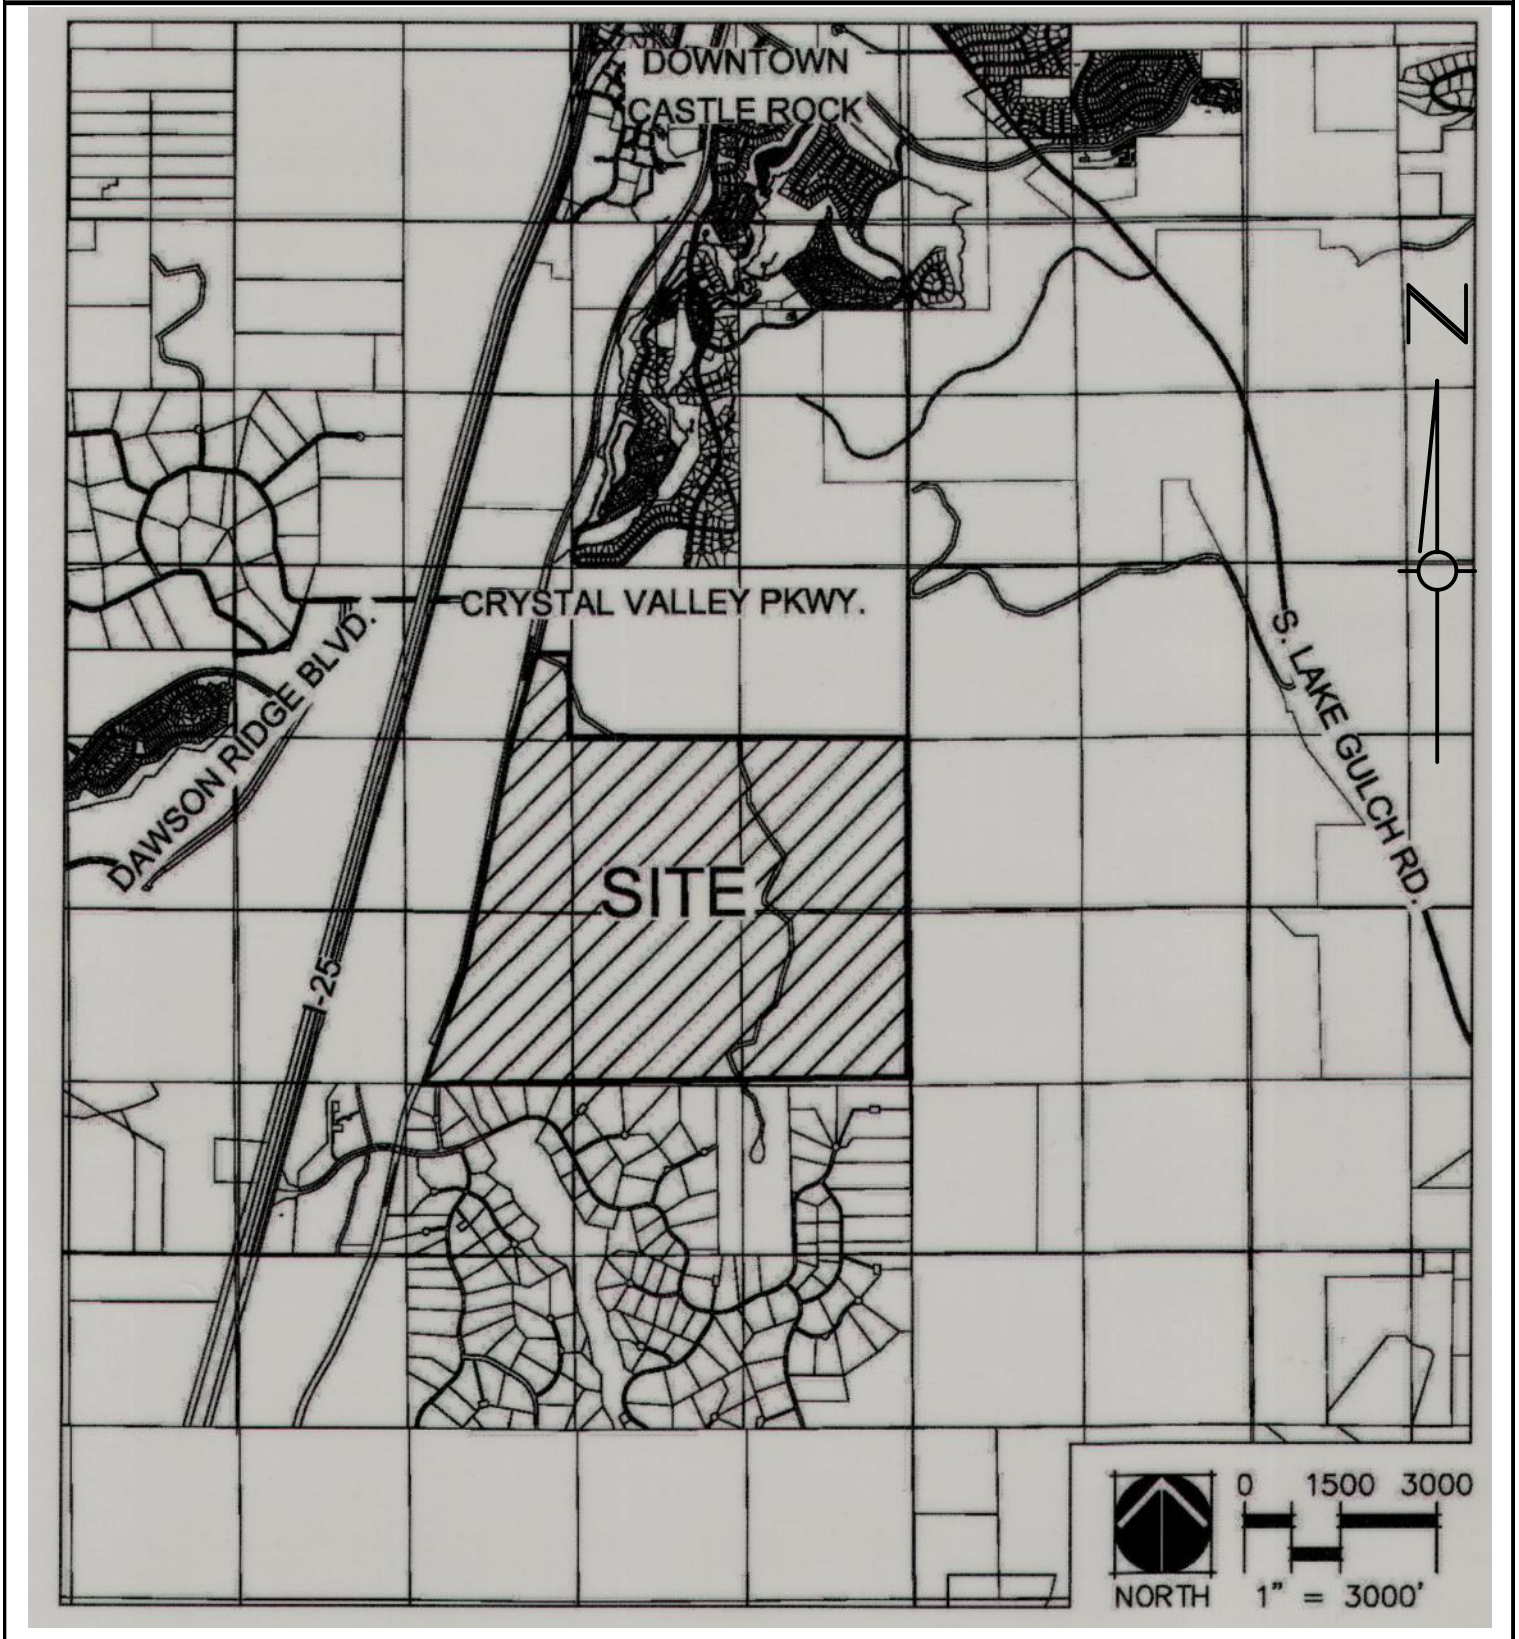 DOWNTOWN
CASTLE ROCK
N
CRYSTAL VALLEY PKWY.
DAWSON RIDGE BLVD.
S. LAKE GULCH RD.
SITE
I-25
0 1500 3000
NORTH 1" = 3000'